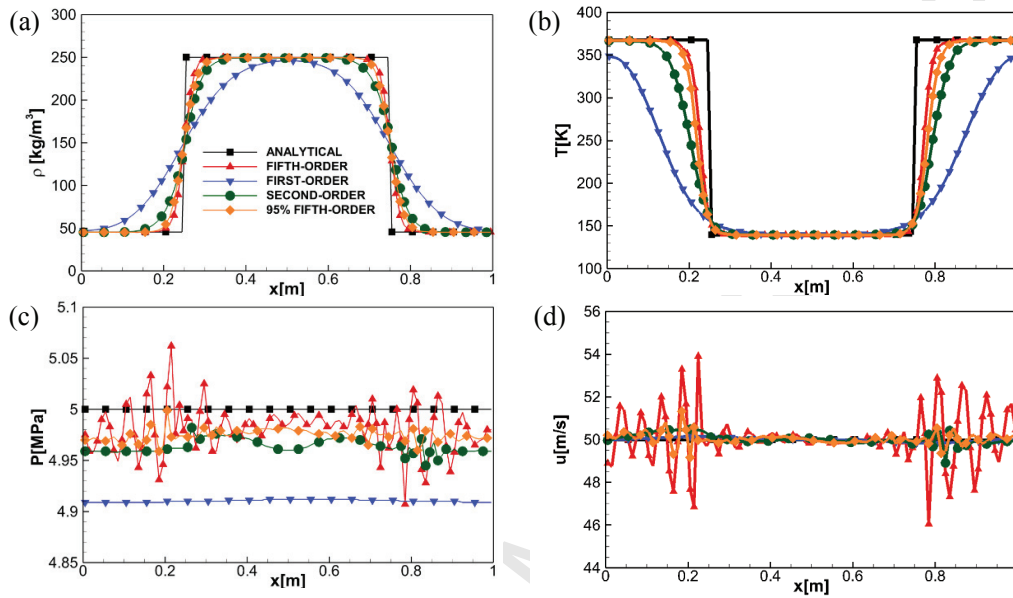 (a)
ρ [kg/m³]
300
250
200
150
100
50
0
ANALYTICAL
FIFTH-ORDER
FIRST-ORDER
SECOND-ORDER
95% FIFTH-ORDER
0 0.2 0.4 0.6 0.8 1
x[m]
(b)
T[K]
400
350
300
250
200
150
100
0 0.2 0.4 0.6 0.8
x[m]
(c)
P[MPa]
5.1
5.05
5
4.95
4.9
4.85
0 0.2 0.4 0.6 0.8 1
x[m]
(d)
u[m/s]
56
54
52
50
48
46
44
0 0.2 0.4 0.6 0.8
x[m]